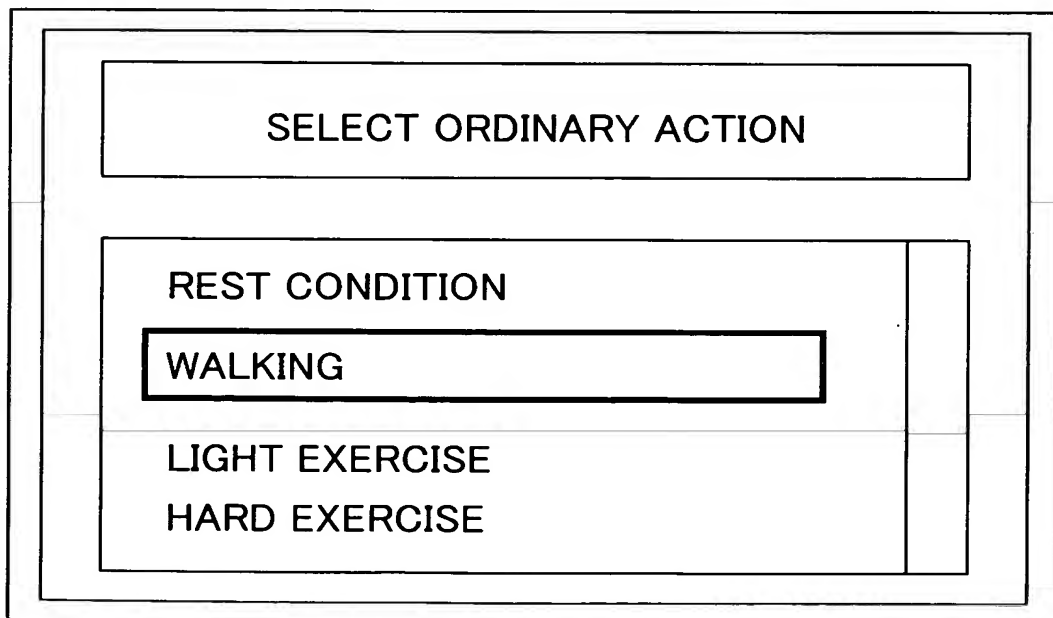 SELECT ORDINARY ACTION
REST CONDITION
WALKING
LIGHT EXERCISE
HARD EXERCISE